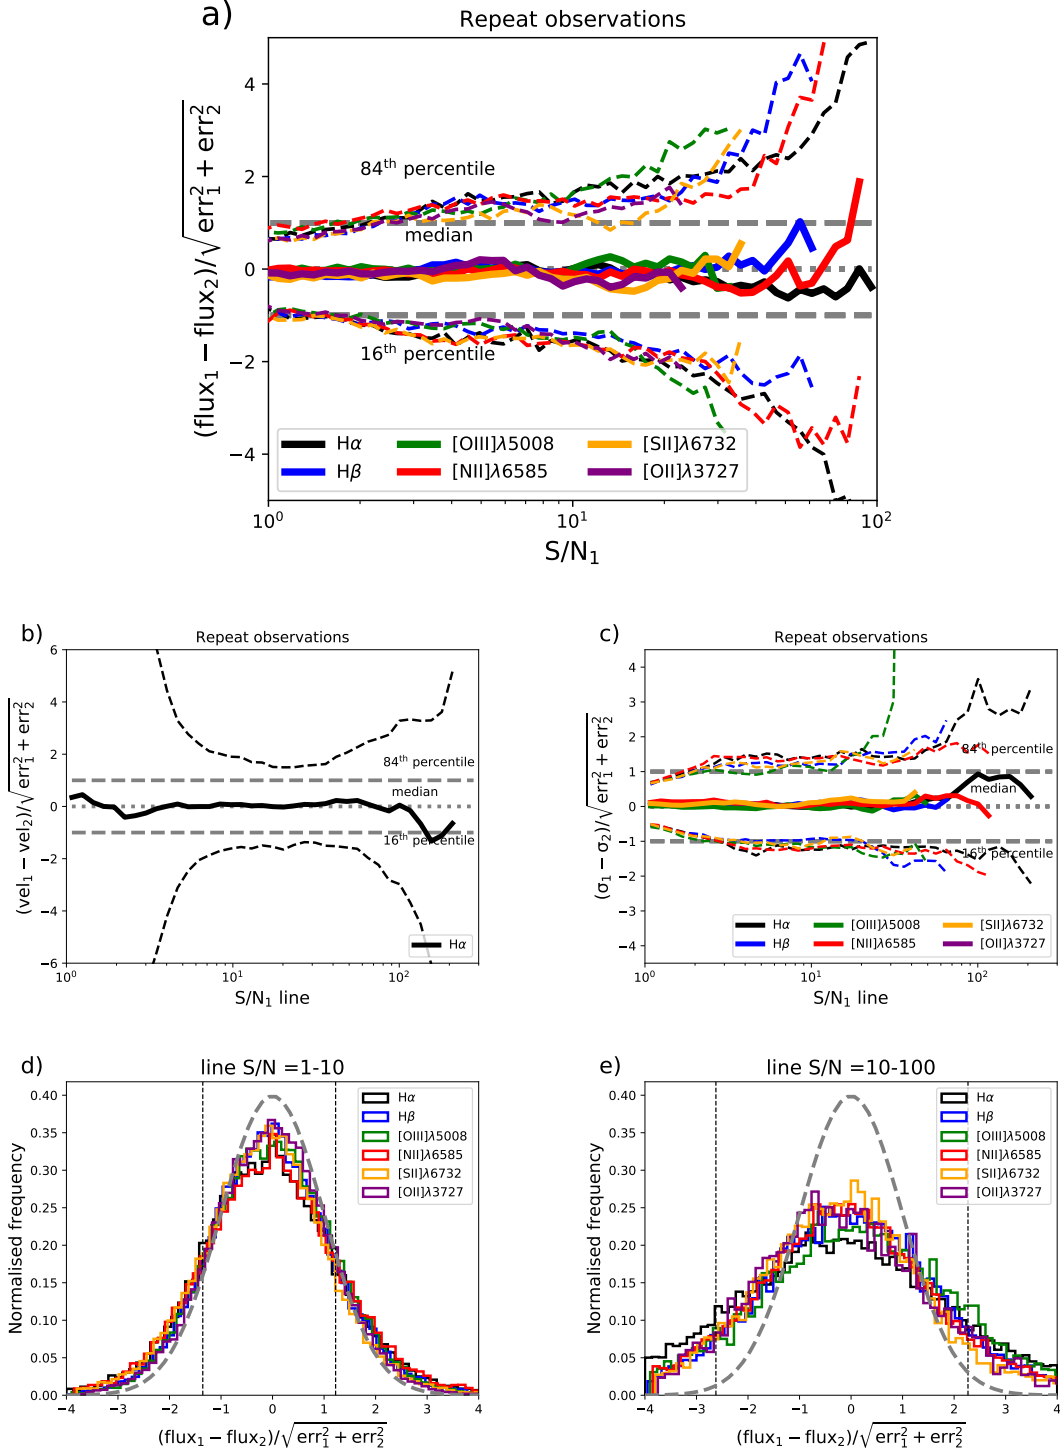 a)
Repeat observations
(flux₁ − flux₂)/√err₁² + err₂²
4
2
0
−2
−4
84ᵗʰ percentile
median
16ᵗʰ percentile
Hα
Hβ
[OIII]λ5008
[NII]λ6585
[SII]λ6732
[OII]λ3727
10⁰
10¹
10²
S/N₁
b)
Repeat observations
(vel₁ − vel₂)/√err₁² + err₂²
6
4
2
0
−2
−4
−6
84ᵗʰ percentile
median
16ᵗʰ percentile
Hα
10⁰
10¹
10²
S/N₁ line
c)
Repeat observations
(σ₁ − σ₂)/√err₁² + err₂²
4
3
2
1
0
−1
−2
−3
−4
84ᵗʰ percentile
median
16ᵗʰ percentile
Hα
Hβ
[OIII]λ5008
[NII]λ6585
[SII]λ6732
[OII]λ3727
10⁰
10¹
10²
S/N₁ line
d)
line S/N =1-10
Normalised frequency
0.40
0.35
0.30
0.25
0.20
0.15
0.10
0.05
0.00
Hα
Hβ
[OIII]λ5008
[NII]λ6585
[SII]λ6732
[OII]λ3727
−4 −3 −2 −1 0 1 2 3 4
(flux₁ − flux₂)/√err₁² + err₂²
e)
line S/N =10-100
Normalised frequency
0.40
0.35
0.30
0.25
0.20
0.15
0.10
0.05
0.00
Hα
Hβ
[OIII]λ5008
[NII]λ6585
[SII]λ6732
[OII]λ3727
−4 −3 −2 −1 0 1 2 3 4
(flux₁ − flux₂)/√err₁² + err₂²